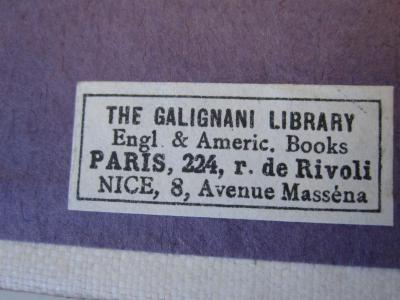 THE GALIGNANI LIBRARY
Engl. & Americ. Books
PARIS, 224, r. de Rivoli
NICE, 8, Avenue Masséna